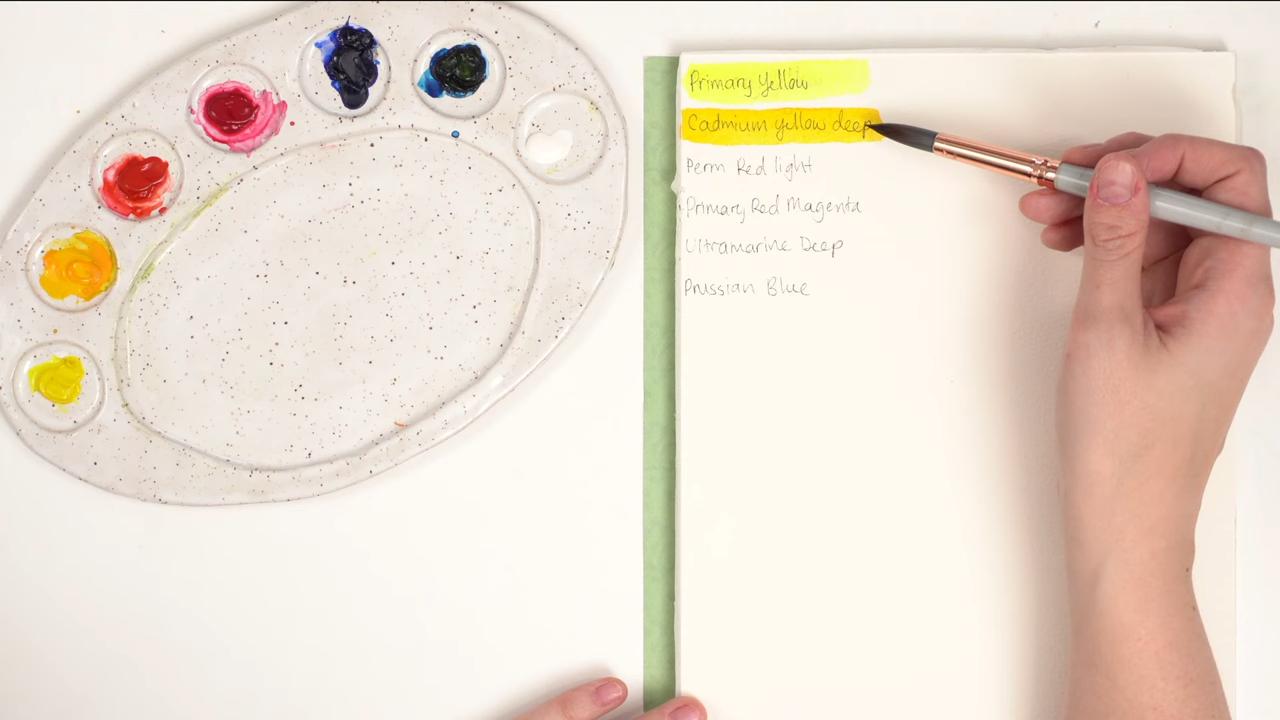 Primary Yellow
Cadmium yellow deep
Perm Red light
Primary Red Magenta
Ultramarine Deep
Prussian Blue